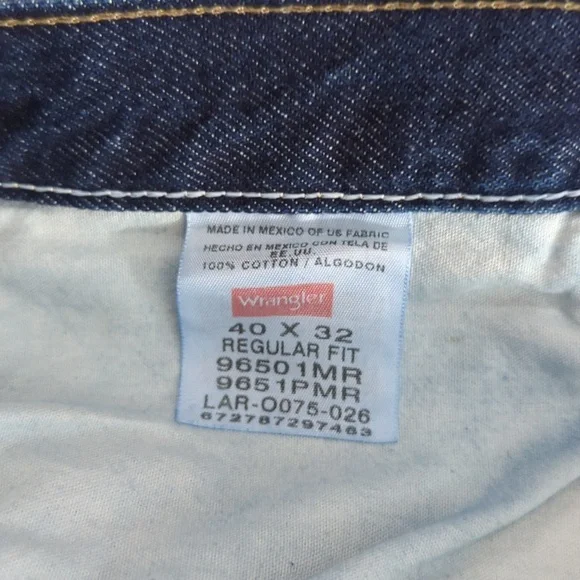 MADE IN MEXICO OF US FABRIC
HECHO EN MEXICO CON TELA DE
EE.UU.
100% COTTON / ALGODON
Wrangler
40 X 32
REGULAR FIT
96501MR
9651PMR
LAR-O075-026
672787297463